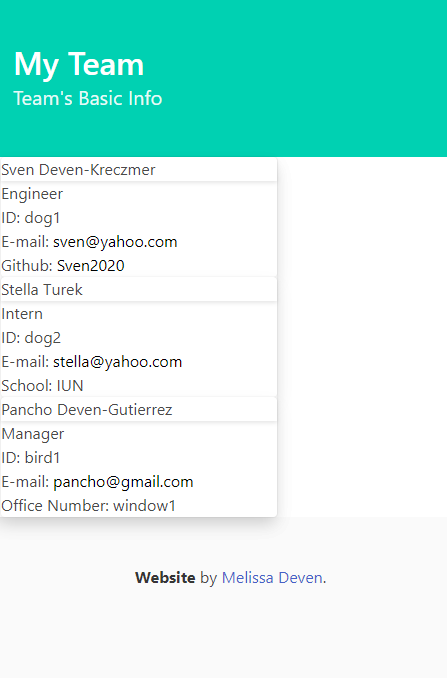 My Team
Team's Basic Info
Sven Deven-Kreczmer
Engineer
ID: dog1
E-mail: sven@yahoo.com
Github: Sven2020
Stella Turek
Intern
ID: dog2
E-mail: stella@yahoo.com
School: IUN
Pancho Deven-Gutierrez
Manager
ID: bird1
E-mail: pancho@gmail.com
Office Number: window1
Website by Melissa Deven.